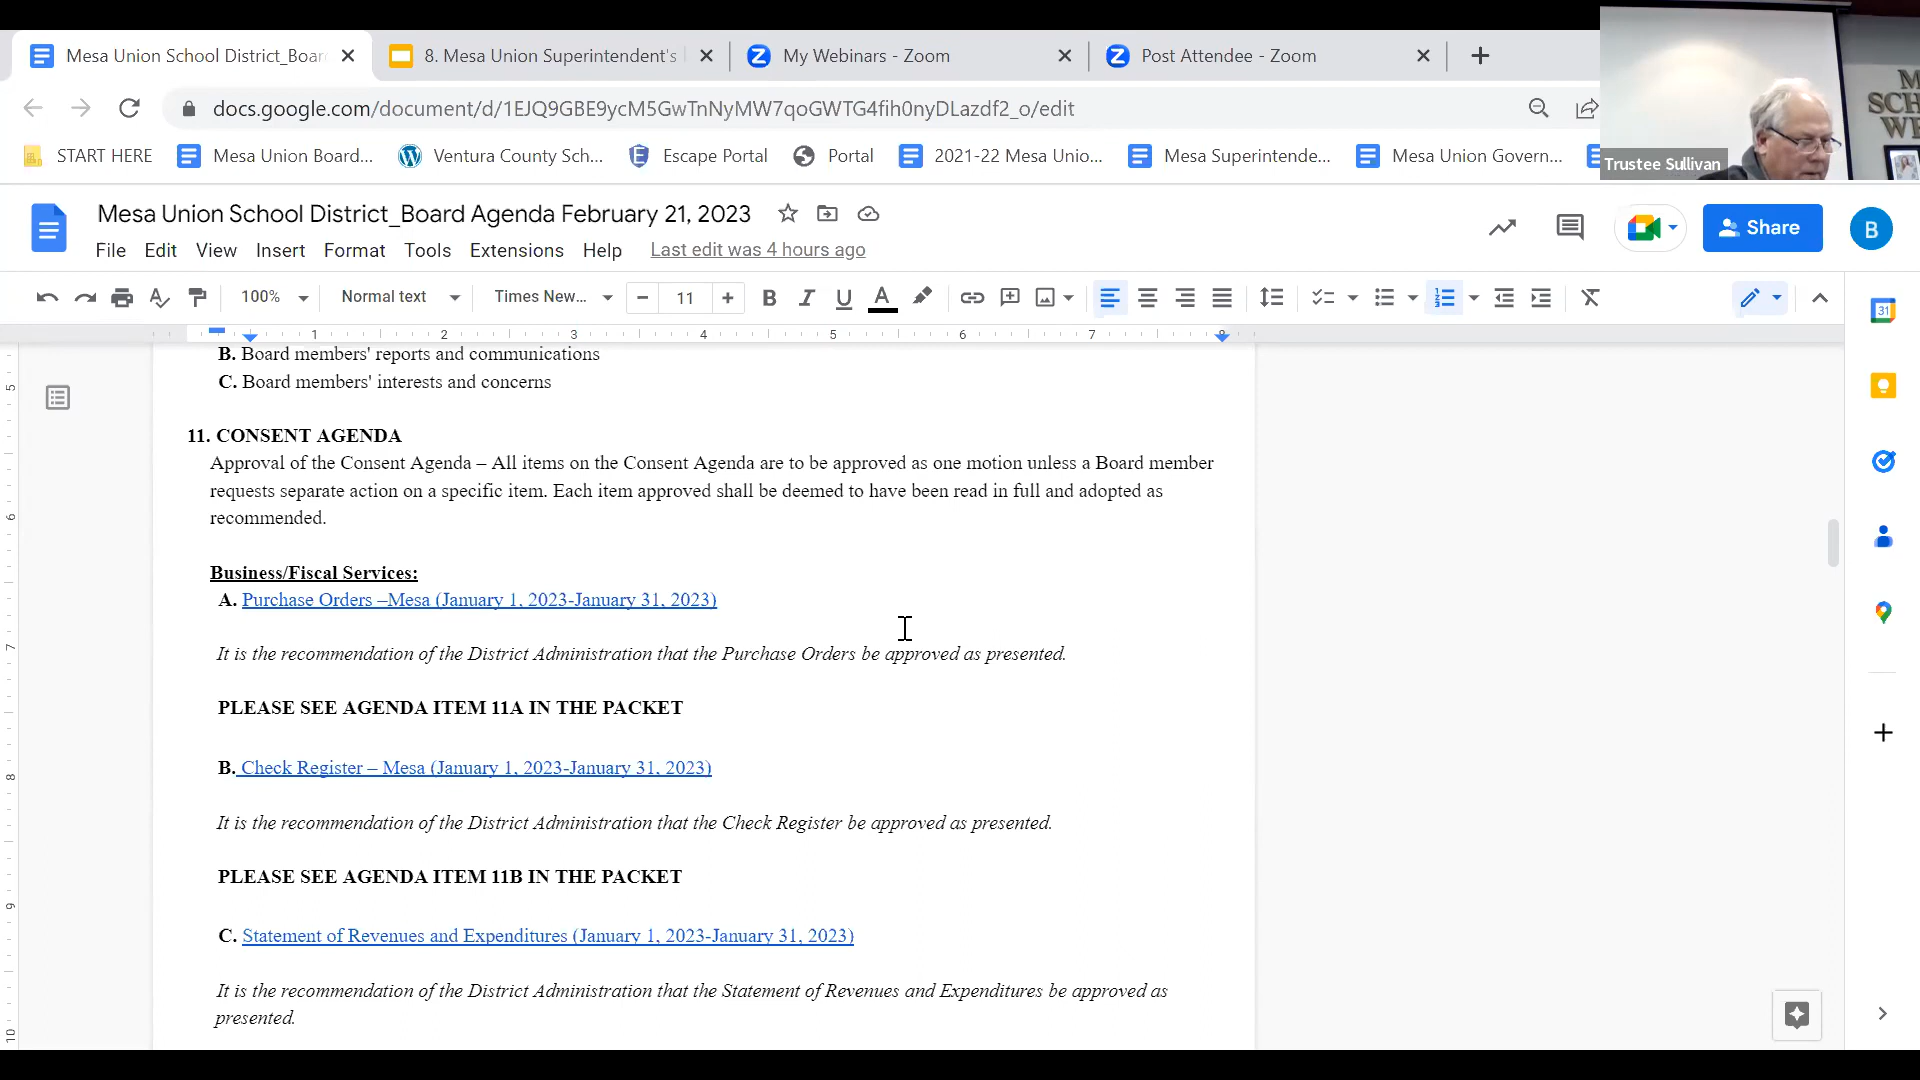 Mesa Union School District_Boar
8. Mesa Union Superintendent's
My Webinars - Zoom
Post Attendee - Zoom
docs.google.com/document/d/1EJQ9GBE9ycM5GwTnNyMW7qoGWTG4fih0nyDLazdf2_o/edit
START HERE
Mesa Union Board...
Ventura County Sch...
Escape Portal
Portal
2021-22 Mesa Unio...
Mesa Superintende...
Mesa Union Govern...
Trustee Sullivan
Mesa Union School District_Board Agenda February 21, 2023
File Edit View Insert Format Tools Extensions Help Last edit was 4 hours ago
Share
B
100% Normal text Times New... 11
1 2 3 4 5 6 7 8
B. Board members' reports and communications
C. Board members' interests and concerns
11. CONSENT AGENDA
Approval of the Consent Agenda – All items on the Consent Agenda are to be approved as one motion unless a Board member
requests separate action on a specific item. Each item approved shall be deemed to have been read in full and adopted as
recommended.
Business/Fiscal Services:
A. Purchase Orders –Mesa (January 1, 2023-January 31, 2023)
It is the recommendation of the District Administration that the Purchase Orders be approved as presented.
PLEASE SEE AGENDA ITEM 11A IN THE PACKET
B. Check Register – Mesa (January 1, 2023-January 31, 2023)
It is the recommendation of the District Administration that the Check Register be approved as presented.
PLEASE SEE AGENDA ITEM 11B IN THE PACKET
C. Statement of Revenues and Expenditures (January 1, 2023-January 31, 2023)
It is the recommendation of the District Administration that the Statement of Revenues and Expenditures be approved as
presented.